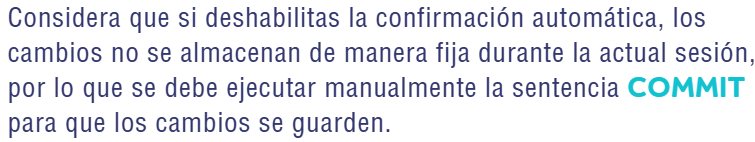 Considera que si deshabilitas la confirmación automática, los
cambios no se almacenan de manera fija durante la actual sesión,
por lo que se debe ejecutar manualmente la sentencia COMMIT
para que los cambios se guarden.